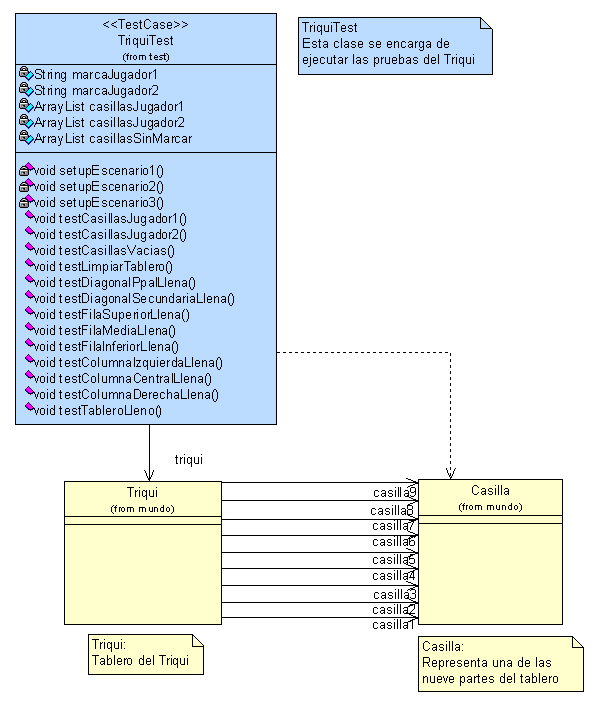 <<TestCase>>
TriquiTest
(from test)
String marcaJugador1
String marcaJugador2
ArrayList casillasJugador1
ArrayList casillasJugador2
ArrayList casillasSinMarcar
void setupEscenario1()
void setupEscenario2()
void setupEscenario3()
void testCasillasJugador1()
void testCasillasJugador2()
void testCasillasVacias()
void testLimpiarTablero()
void testDiagonalPpalLlena()
void testDiagonalSecundariaLlena()
void testFilaSuperiorLlena()
void testFilaMediaLlena()
void testFilaInferiorLlena()
void testColumnaIzquierdaLlena()
void testColumnaCentralLlena()
void testColumnaDerechaLlena()
void testTableroLleno()
TriquiTest
Esta clase se encarga de
ejecutar las pruebas del Triqui
triqui
Triqui
(from mundo)
casilla9
casilla8
casilla7
casilla6
casilla5
casilla4
casilla3
casilla2
casilla1
Casilla
(from mundo)
Triqui:
Tablero del Triqui
Casilla:
Representa una de las
nueve partes del tablero